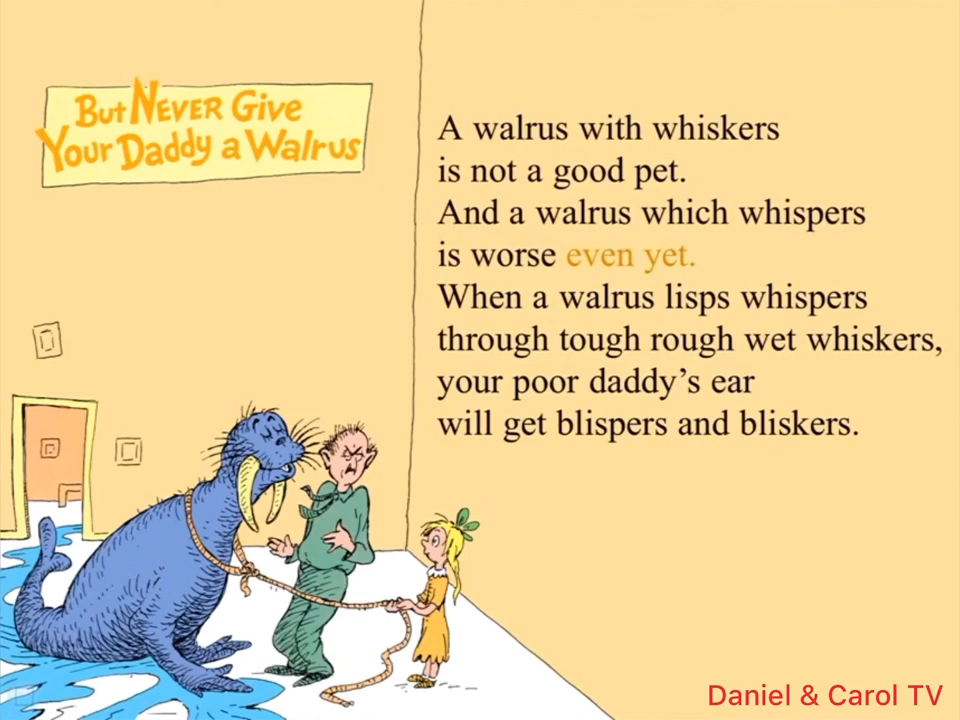 But NEVER Give
Your Daddy a Walrus
A walrus with whiskers
is not a good pet.
And a walrus which whispers
is worse even yet.
When a walrus lisps whispers
through tough rough wet whiskers,
your poor daddy’s ear
will get blispers and bliskers.
Daniel & Carol TV